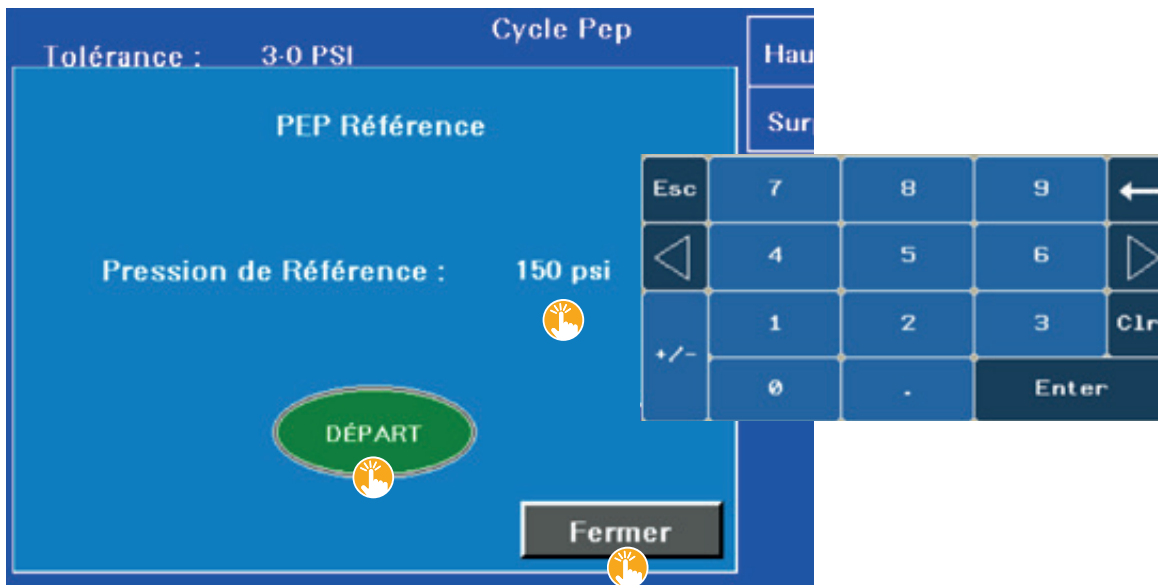 Cycle Pep
Tolérance : 3-0 PSI
Hau
Sur
PEP Référence
Pression de Référence : 150 psi
DÉPART
Fermer
Esc 7 8 9
4 5 6
+/- 1 2 3 Clr
0 . Enter